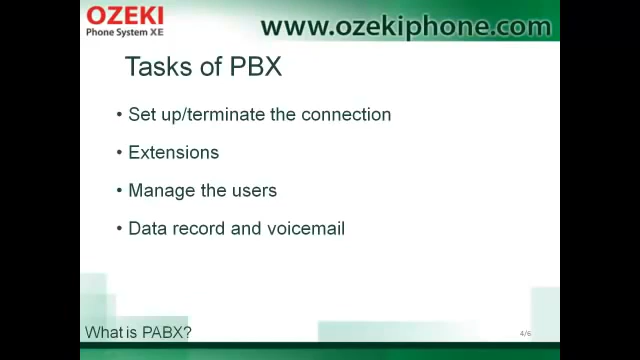 OZEKI
Phone System XE
www.ozekiphone.com
Tasks of PBX
• Set up/terminate the connection
• Extensions
• Manage the users
• Data record and voicemail
What is PABX?
4/6